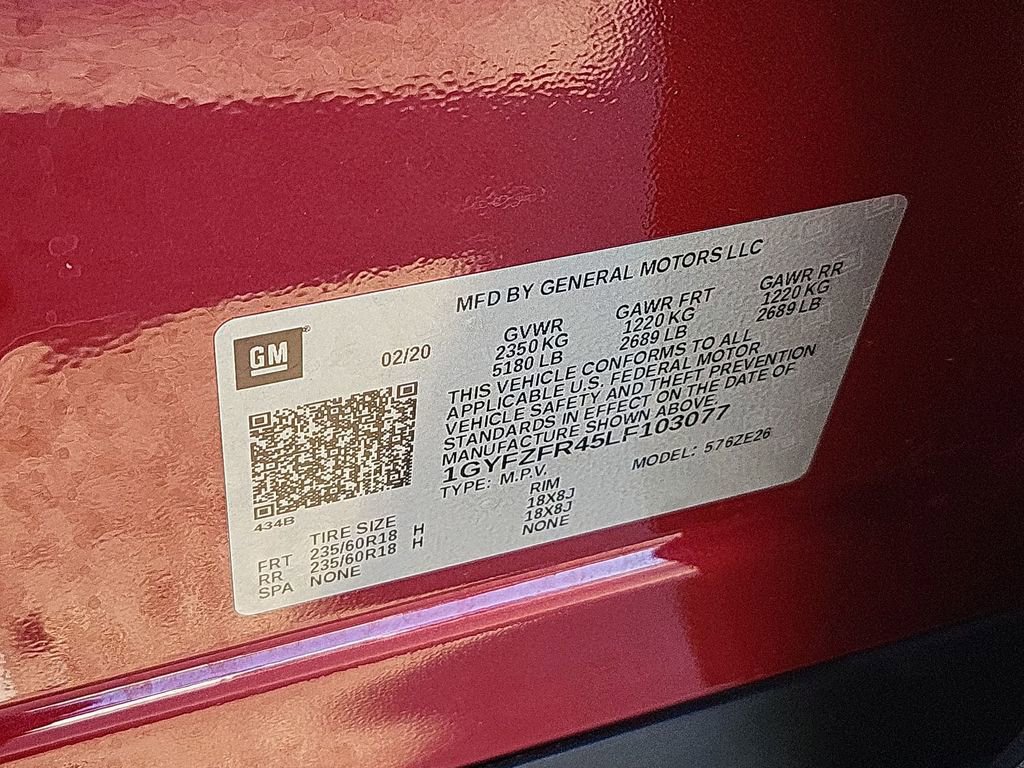 MFD BY GENERAL MOTORS LLC
GM
02/20
GVWR GAWR FRT GAWR RR
2350 KG 1220 KG 1220 KG
5180 LB 2689 LB 2689 LB
THIS VEHICLE CONFORMS TO ALL
APPLICABLE U.S. FEDERAL MOTOR
VEHICLE SAFETY AND THEFT PREVENTION
STANDARDS IN EFFECT ON THE DATE OF
MANUFACTURE SHOWN ABOVE.
1GYFZFR45LF103077
TYPE: M.P.V. MODEL: 576ZE26
434B
TIRE SIZE RIM
FRT 235/60R18 H 18X8J
RR 235/60R18 H 18X8J
SPA NONE NONE